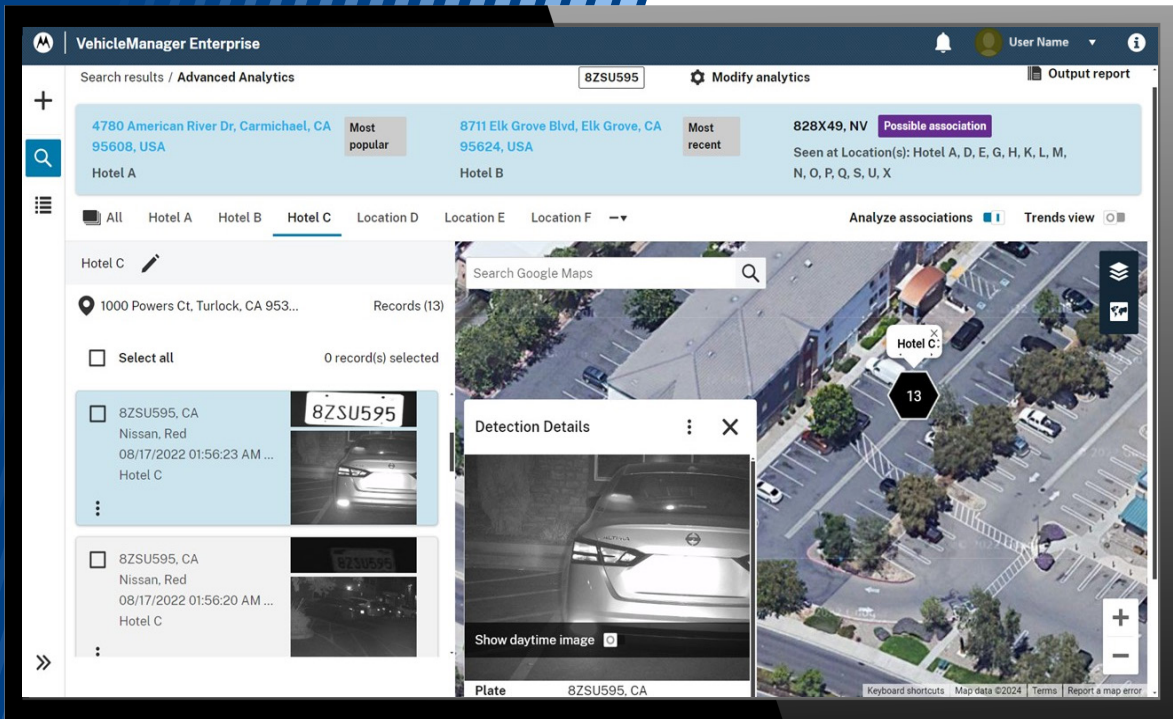 VehicleManager Enterprise
User Name
Search results / Advanced Analytics
8ZSU595
Modify analytics
Output report
4780 American River Dr, Carmichael, CA
95608, USA
Hotel A
Most
popular
8711 Elk Grove Blvd, Elk Grove, CA
95624, USA
Hotel B
Most
recent
828X49, NV
Possible association
Seen at Location(s): Hotel A, D, E, G, H, K, L, M,
N, O, P, Q, S, U, X
All
Hotel A
Hotel B
Hotel C
Location D
Location E
Location F
Analyze associations
Trends view
Hotel C
1000 Powers Ct, Turlock, CA 953...
Records (13)
Select all
0 record(s) selected
8ZSU595, CA
Nissan, Red
08/17/2022 01:56:23 AM ...
Hotel C
8ZSU595
8ZSU595, CA
Nissan, Red
08/17/2022 01:56:20 AM ...
Hotel C
8ZSU595
Search Google Maps
Hotel C
13
Detection Details
ALTIMA
Show daytime image
Plate
8ZSU595, CA
Keyboard shortcuts
Map data ©2024
Terms
Report a map error